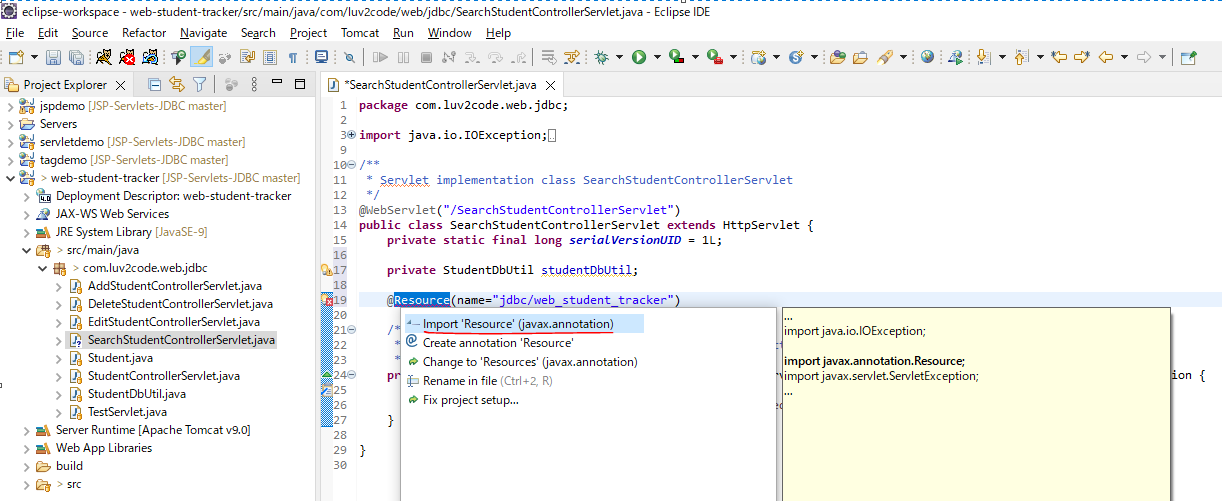 eclipse-workspace - web-student-tracker/src/main/java/com/luv2code/web/jdbc/SearchStudentControllerServlet.java - Eclipse IDE
File Edit Source Refactor Navigate Search Project Tomcat Run Window Help
Project Explorer
jspdemo [JSP-Servlets-JDBC master]
Servers
servletdemo [JSP-Servlets-JDBC master]
tagdemo [JSP-Servlets-JDBC master]
> web-student-tracker [JSP-Servlets-JDBC master]
Deployment Descriptor: web-student-tracker
JAX-WS Web Services
JRE System Library [JavaSE-9]
> src/main/java
> com.luv2code.web.jdbc
AddStudentControllerServlet.java
DeleteStudentControllerServlet.java
EditStudentControllerServlet.java
SearchStudentControllerServlet.java
Student.java
StudentControllerServlet.java
StudentDbUtil.java
TestServlet.java
Server Runtime [Apache Tomcat v9.0]
Web App Libraries
build
> src
*SearchStudentControllerServlet.java
1 package com.luv2code.web.jdbc;
2
3 import java.io.IOException;
9
10 /**
11 * Servlet implementation class SearchStudentControllerServlet
12 */
13 @WebServlet("/SearchStudentControllerServlet")
14 public class SearchStudentControllerServlet extends HttpServlet {
15 private static final long serialVersionUID = 1L;
16
17 private StudentDbUtil studentDbUtil;
18
19 @Resource(name="jdbc/web_student_tracker")
20
21 /*
22 *
23 *
24 pr ion {
25
26
27 }
28
29 }
30
Import 'Resource' (javax.annotation)
Create annotation 'Resource'
Change to 'Resources' (javax.annotation)
Rename in file (Ctrl+2, R)
Fix project setup...
...
import java.io.IOException;
import javax.annotation.Resource;
import javax.servlet.ServletException;
...